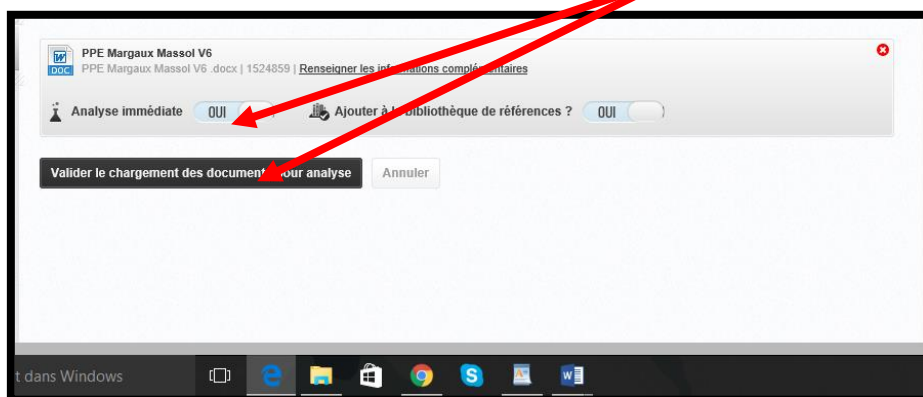 PPE Margaux Massol V6
DOC PPE Margaux Massol V6 .docx | 1524859 | Renseigner les informations complémentaires
Analyse immédiate OUI Ajouter à la bibliothèque de références ? OUI
Valider le chargement des documents pour analyse Annuler
t dans Windows